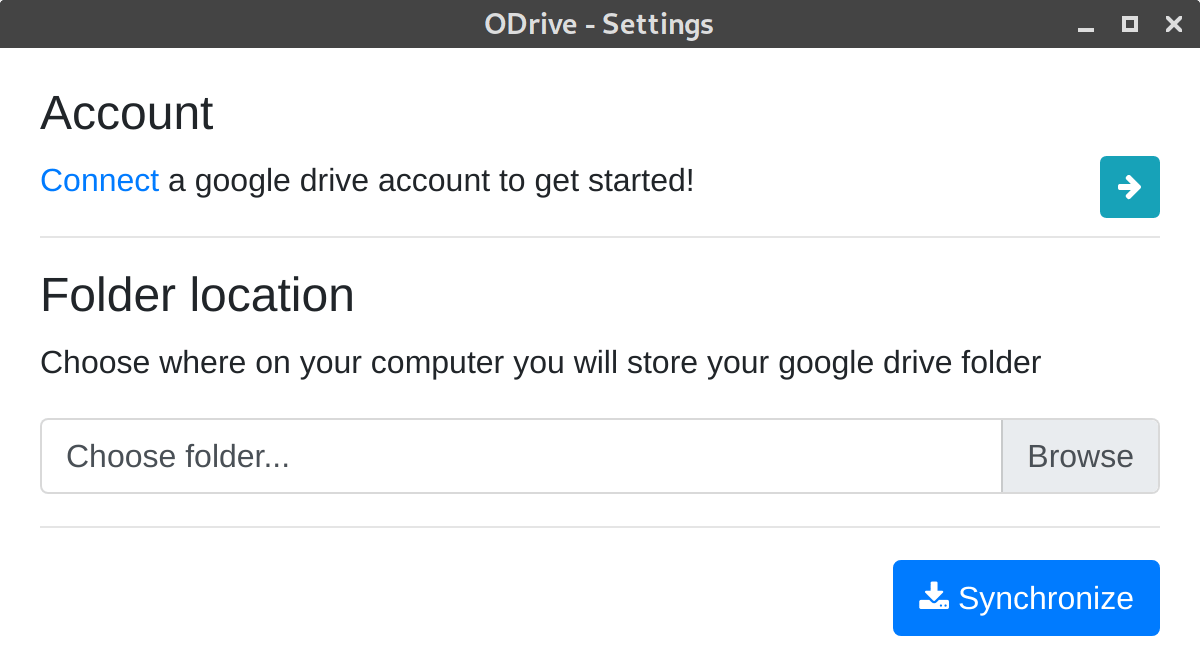 ODrive - Settings
Account
Connect a google drive account to get started!
Folder location
Choose where on your computer you will store your google drive folder
Choose folder...
Browse
Synchronize